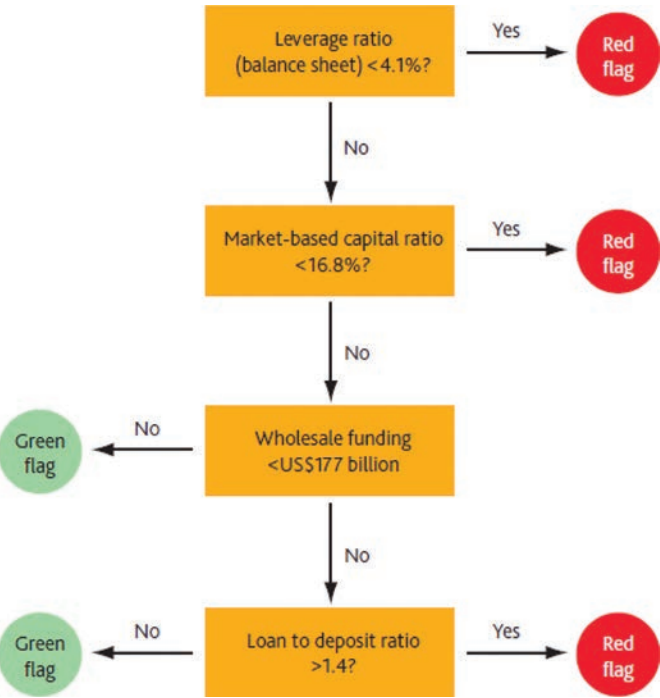 Leverage ratio
(balance sheet) <4.1%?
Yes
Red
flag
No
Market-based capital ratio
<16.8%?
Yes
Red
flag
No
Green
flag
No
Wholesale funding
<US$177 billion
No
Green
flag
No
Loan to deposit ratio
>1.4?
Yes
Red
flag